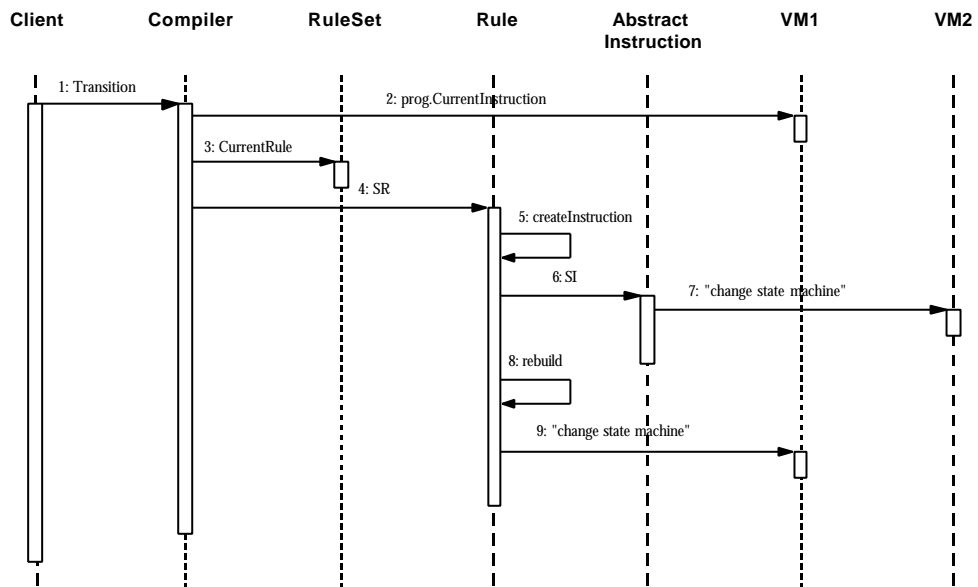 Client Compiler RuleSet Rule Abstract VM1 VM2
Instruction
1: Transition
2: prog.CurrentInstruction
3: CurrentRule
4: SR
5: createInstruction
6: SI
7: "change state machine"
8: rebuild
9: "change state machine"